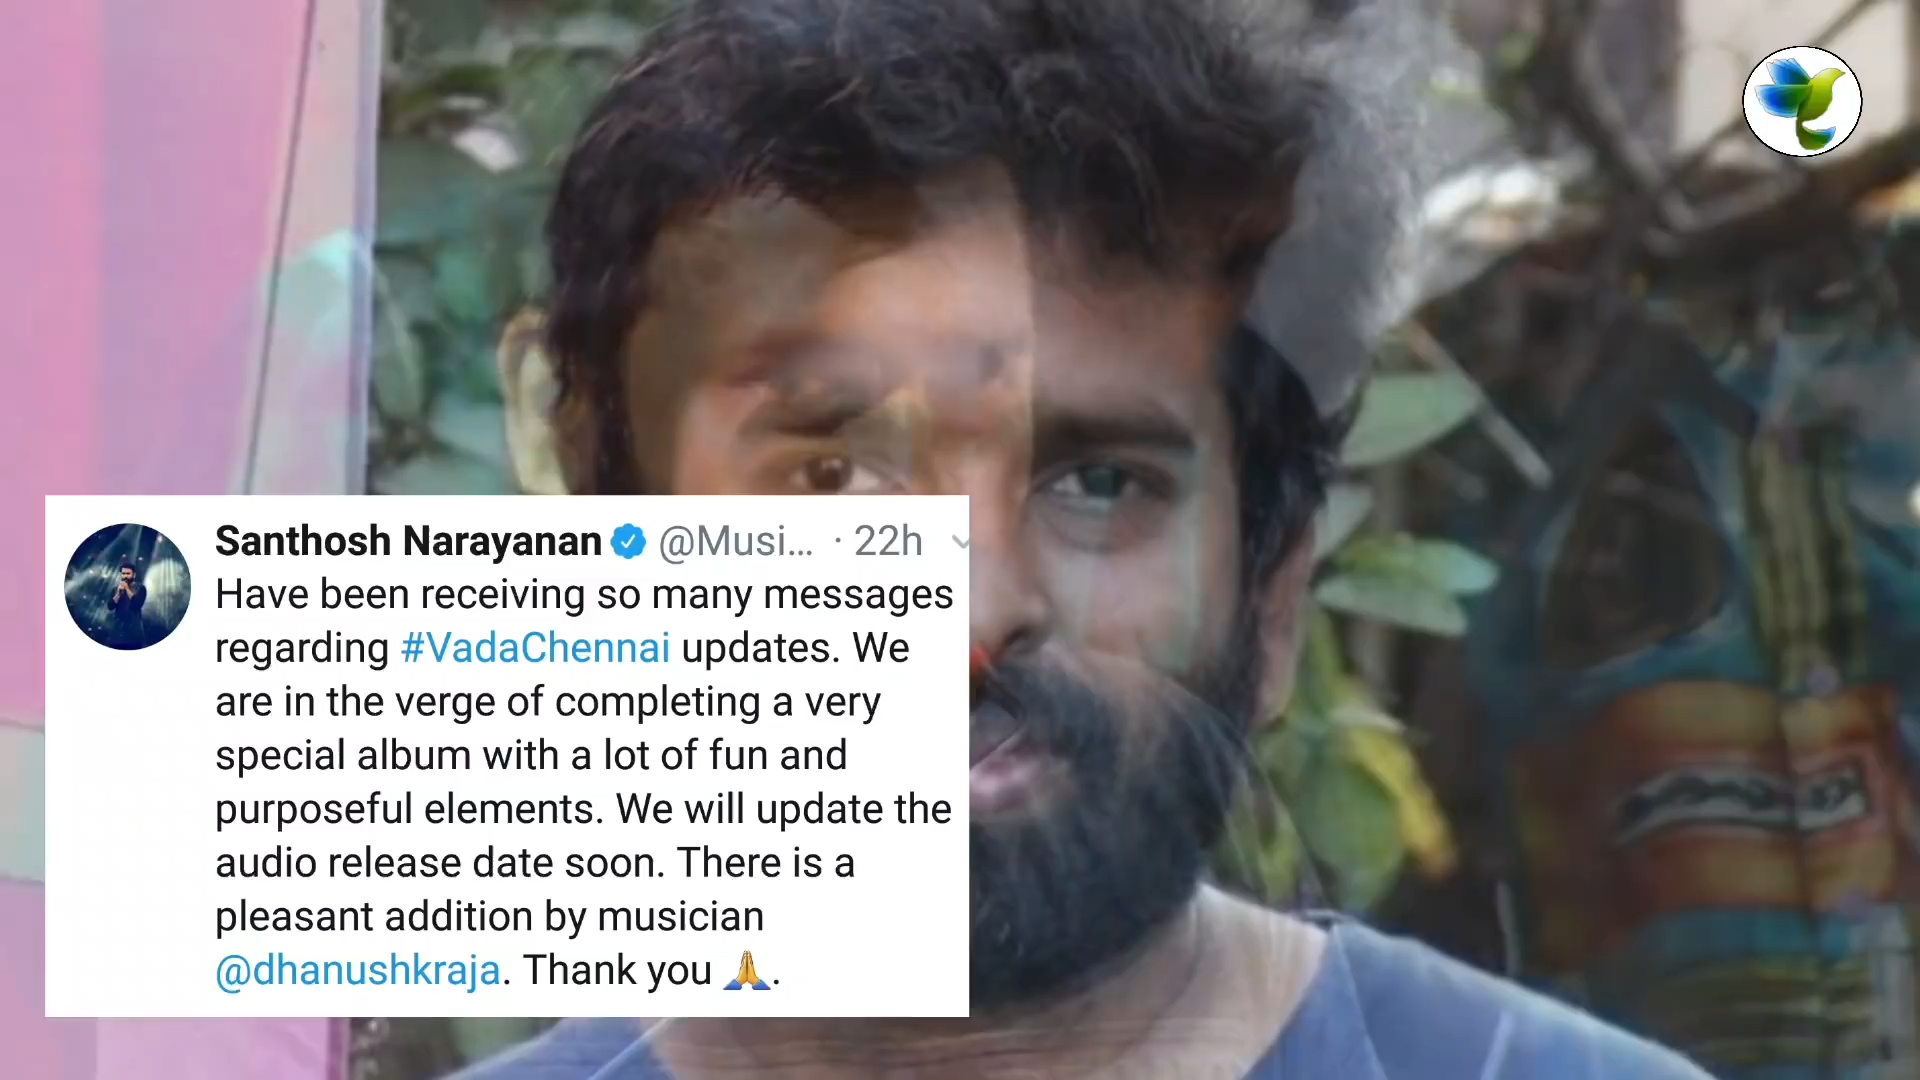 Santhosh Narayanan @Musi... · 22h
Have been receiving so many messages
regarding #VadaChennai updates. We
are in the verge of completing a very
special album with a lot of fun and
purposeful elements. We will update the
audio release date soon. There is a
pleasant addition by musician
@dhanushkraja. Thank you 🙏.